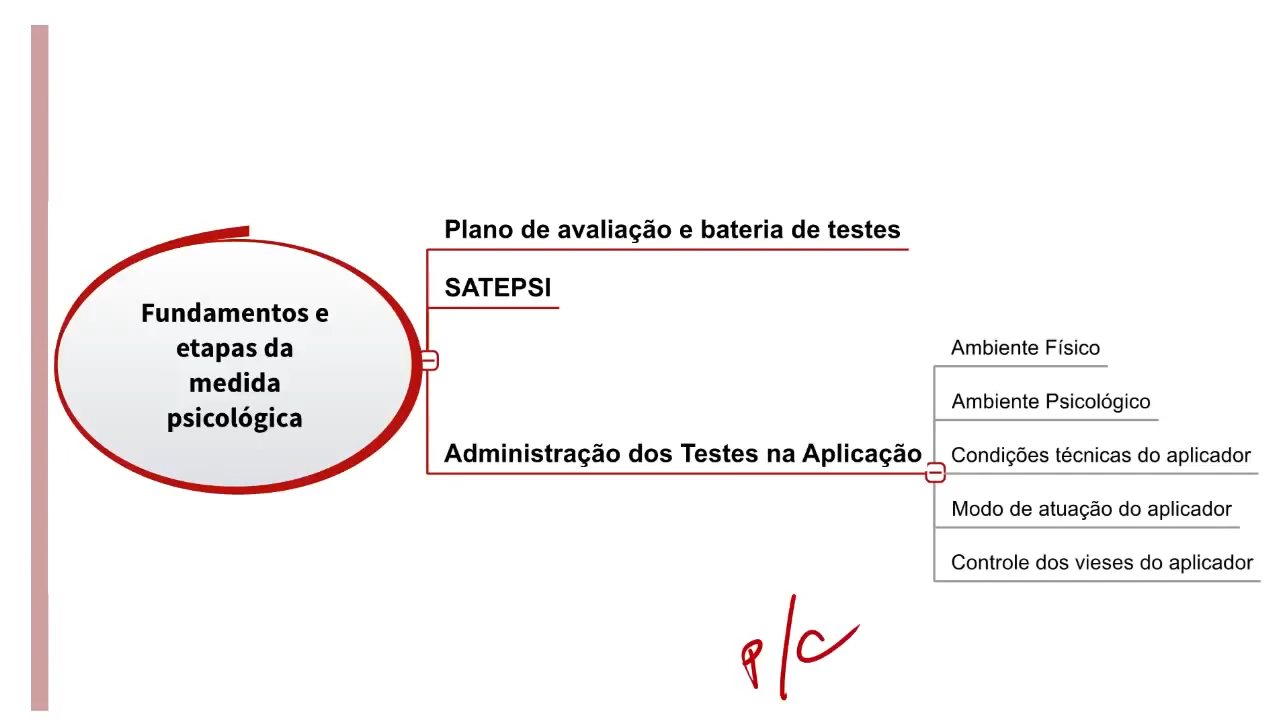 Fundamentos e
etapas da
medida
psicológica
Plano de avaliação e bateria de testes
SATEPSI
Administração dos Testes na Aplicação
Ambiente Físico
Ambiente Psicológico
Condições técnicas do aplicador
Modo de atuação do aplicador
Controle dos vieses do aplicador